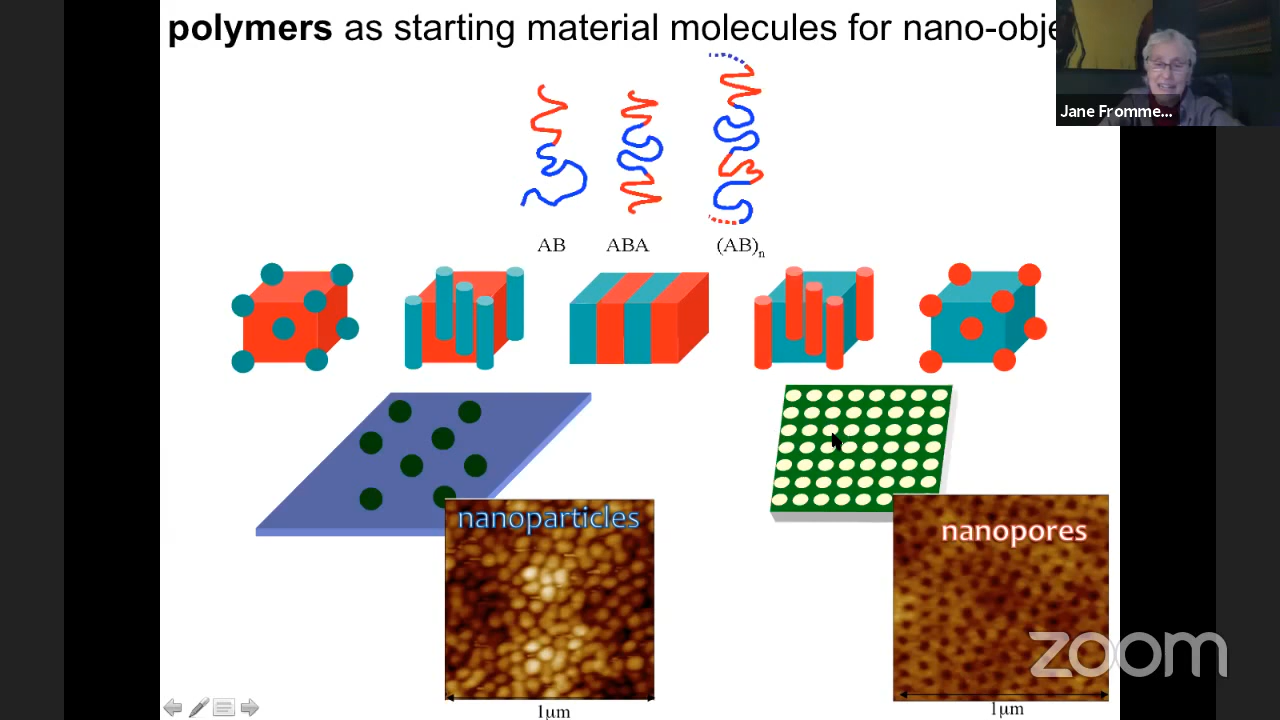 polymers as starting material molecules for nano-obje
Jane Fromme...
AB
ABA
(AB)n
nanoparticles
nanopores
1μm
1μm
zoom